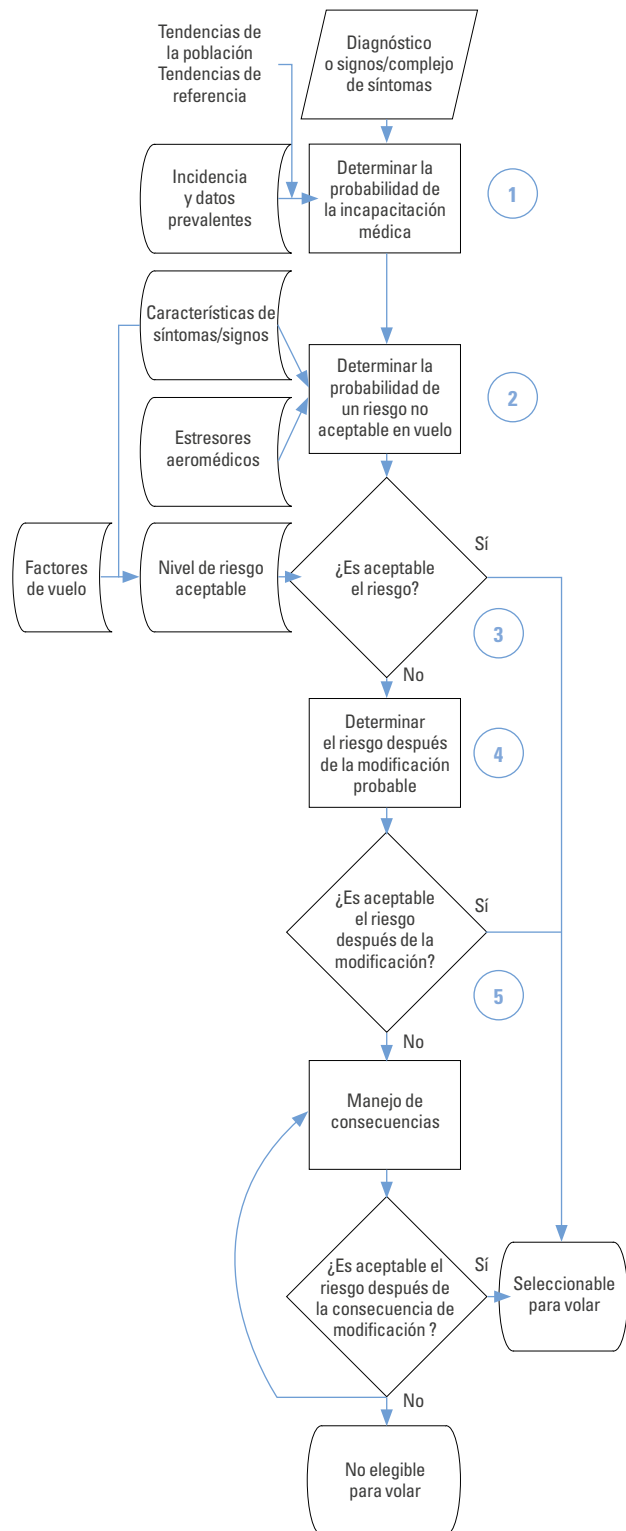 Tendencias de
la población
Tendencias de
referencia
Diagnóstico
o signos/complejo
de síntomas
Incidencia
y datos
prevalentes
Determinar la
probabilidad de
la incapacitación
médica
1
Características de
síntomas/signos
Determinar la
probabilidad de
un riesgo no
aceptable en vuelo
2
Estresores
aeromédicos
Factores
de vuelo
Nivel de riesgo
aceptable
¿Es aceptable
el riesgo?
Sí
3
No
Determinar
el riesgo después
de la modificación
probable
4
¿Es aceptable
el riesgo
después de la
modificación?
Sí
5
No
Manejo de
consecuencias
¿Es aceptable el
riesgo después de
la consecuencia de
modificación ?
Sí
Seleccionable
para volar
No
No elegible
para volar